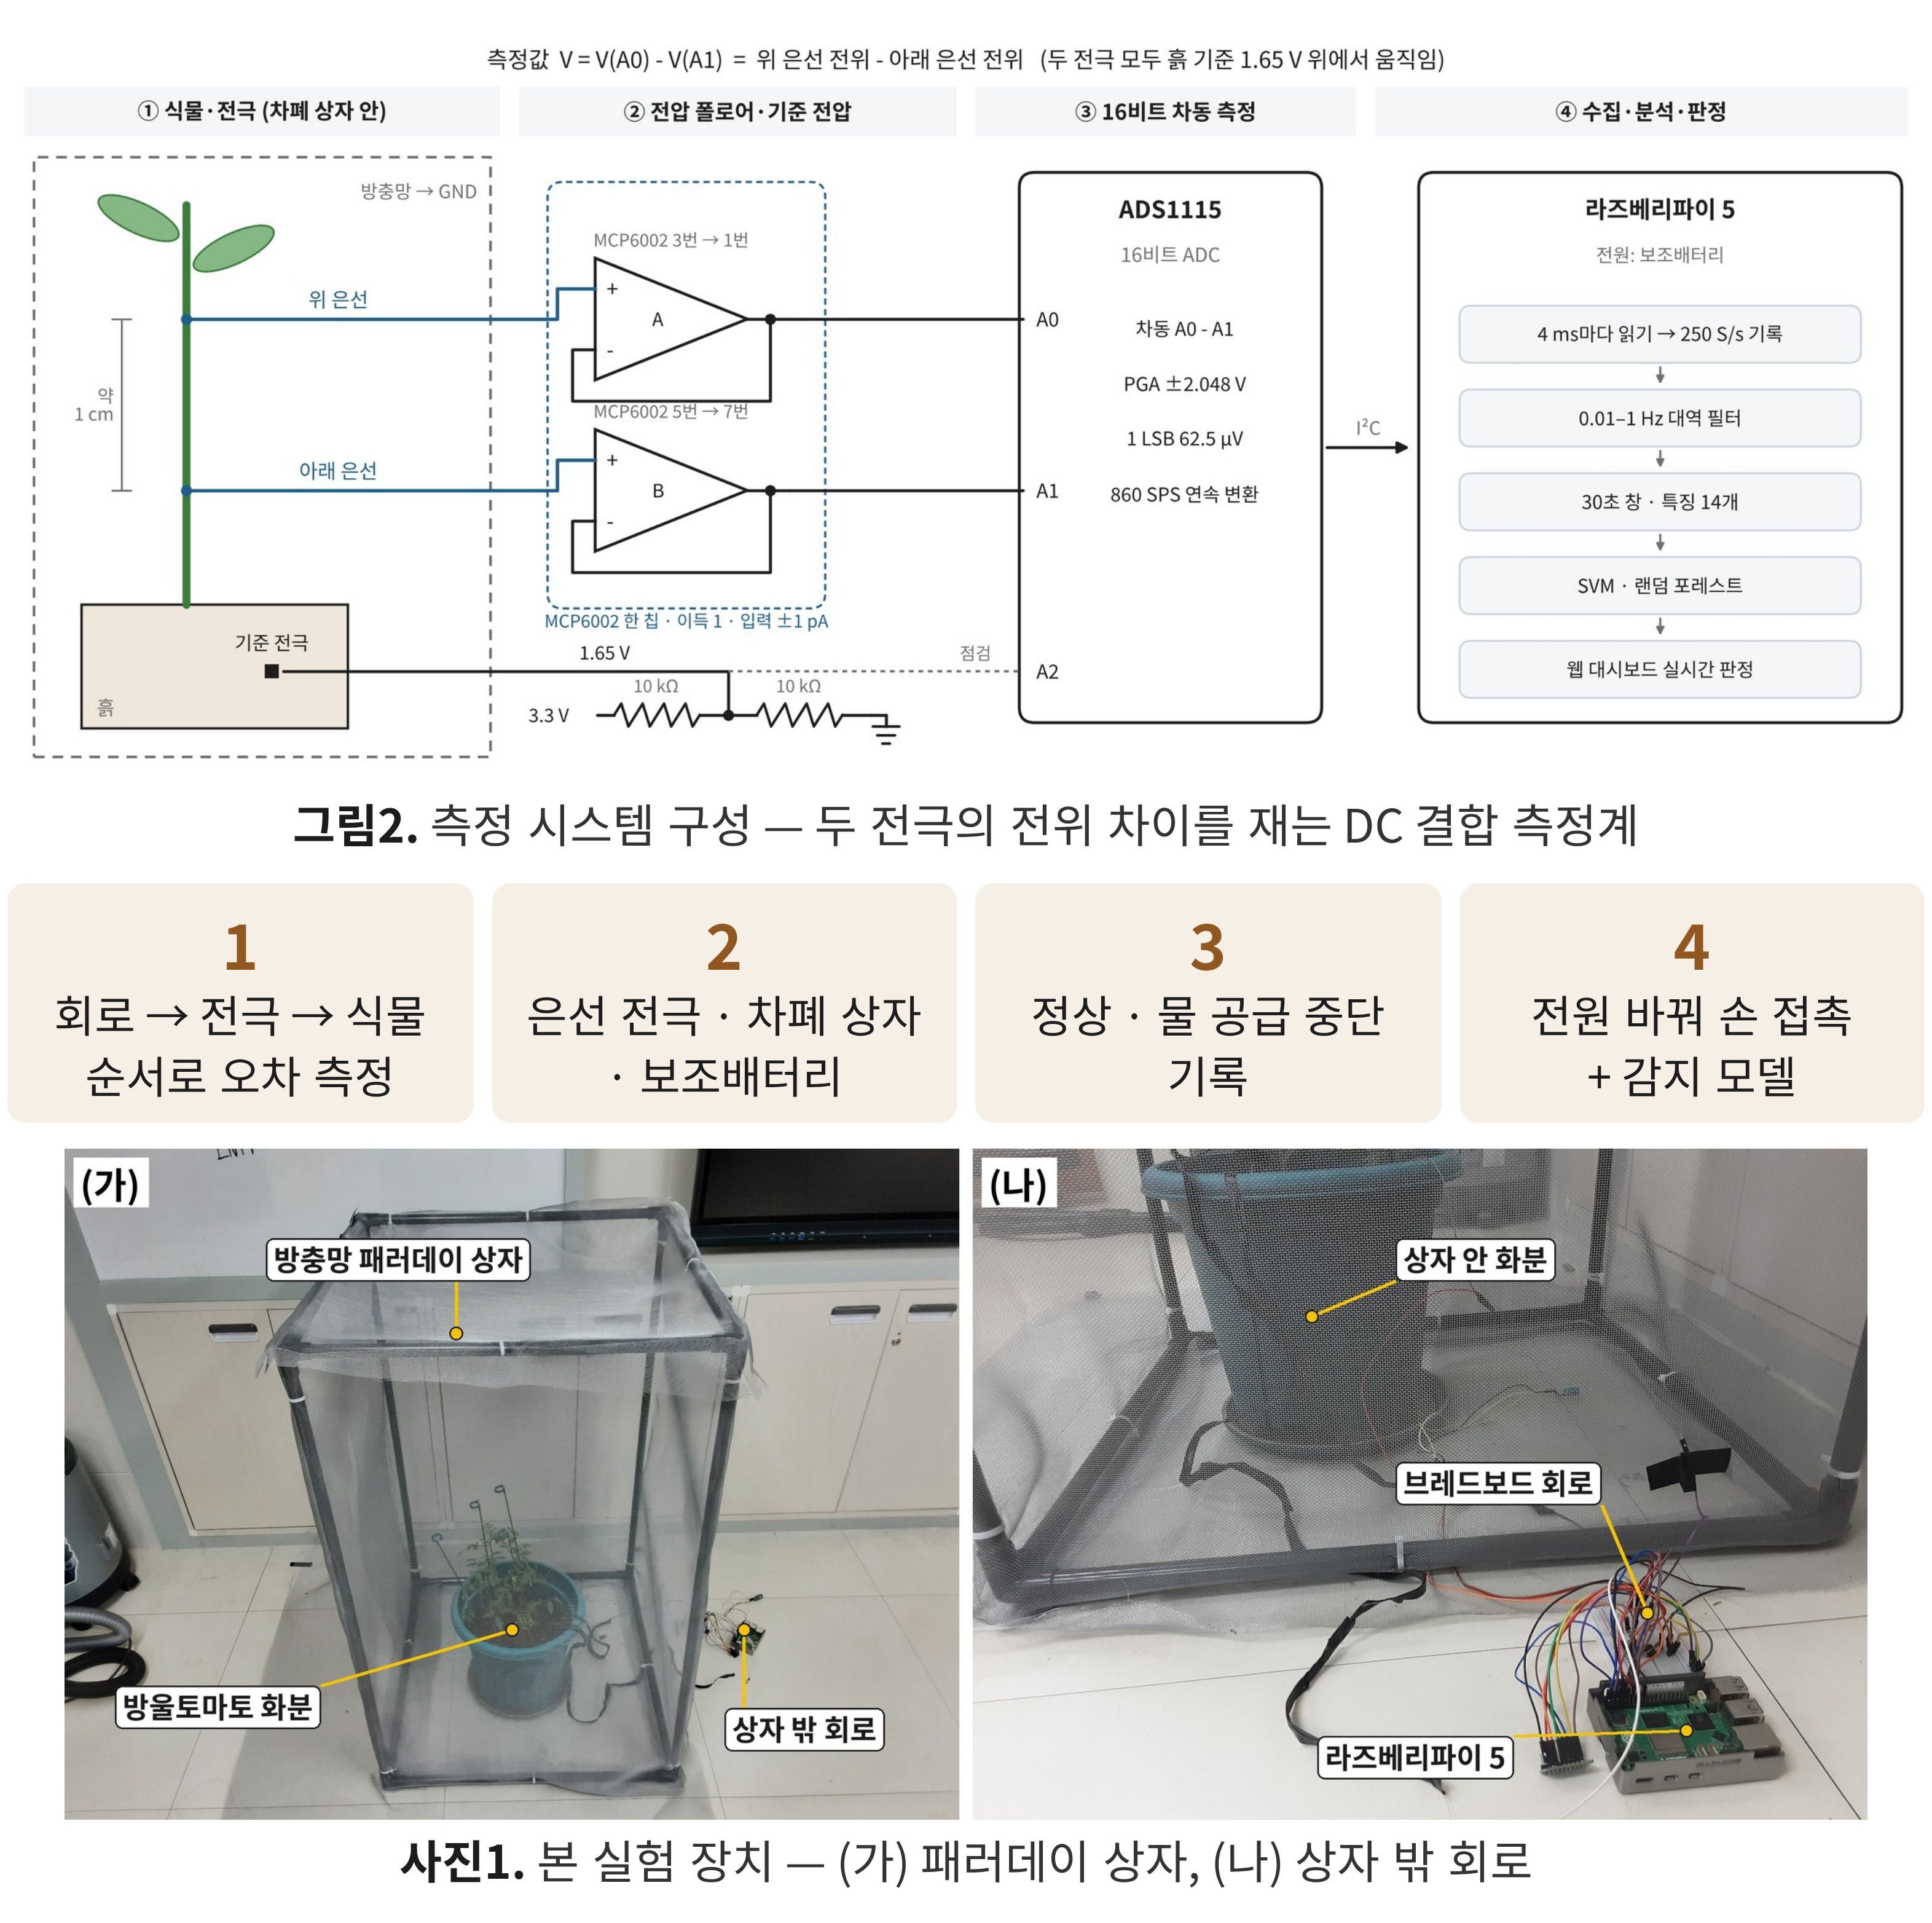 측정값 V = V(A0) - V(A1) = 위 은선 전위 - 아래 은선 전위 (두 전극 모두 흙 기준 1.65 V 위에서 움직임)
① 식물·전극 (차폐 상자 안)
② 전압 폴로어·기준 전압
③ 16비트 차동 측정
④ 수집·분석·판정
방충망 → GND
위 은선
약
1 cm
아래 은선
기준 전극
흙
MCP6002 3번 → 1번
+
A
-
MCP6002 5번 → 7번
+
B
-
MCP6002 한 칩 · 이득 1 · 입력 ±1 pA
1.65 V
점검
10 kΩ
10 kΩ
3.3 V
ADS1115
16비트 ADC
A0
차동 A0 - A1
PGA ±2.048 V
1 LSB 62.5 µV
A1
860 SPS 연속 변환
A2
I²C
라즈베리파이 5
전원: 보조배터리
4 ms마다 읽기 → 250 S/s 기록
0.01–1 Hz 대역 필터
30초 창 · 특징 14개
SVM · 랜덤 포레스트
웹 대시보드 실시간 판정
그림2. 측정 시스템 구성 — 두 전극의 전위 차이를 재는 DC 결합 측정계
1
회로 → 전극 → 식물
순서로 오차 측정
2
은선 전극 · 차폐 상자
· 보조배터리
3
정상 · 물 공급 중단
기록
4
전원 바꿔 손 접촉
+ 감지 모델
(가)
방충망 패러데이 상자
방울토마토 화분
상자 밖 회로
(나)
상자 안 화분
브레드보드 회로
라즈베리파이 5
사진1. 본 실험 장치 — (가) 패러데이 상자, (나) 상자 밖 회로